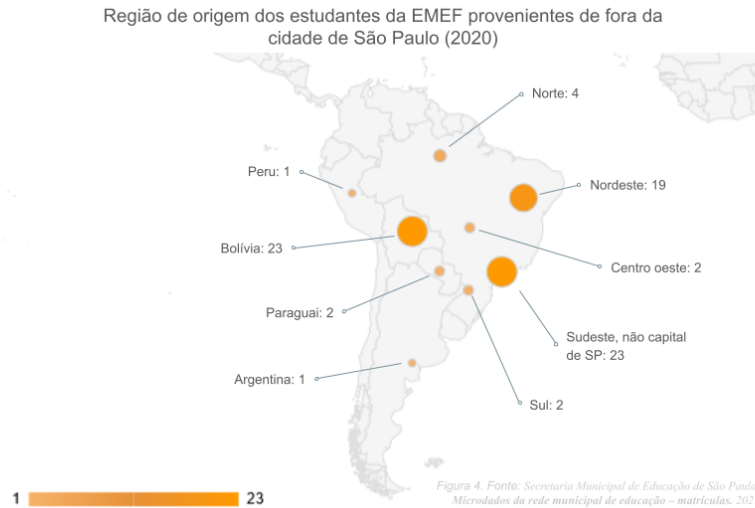 Região de origem dos estudantes da EMEF provenientes de fora da
cidade de São Paulo (2020)
Norte: 4
Peru: 1
Nordeste: 19
Bolívia: 23
Centro oeste: 2
Paraguai: 2
Sudeste, não capital
de SP: 23
Argentina: 1
Sul: 2
1
23
Figura 4. Fonte: Secretaria Municipal de Educação de São Paulo
Microdados da rede municipal de educação – matrículas. 202